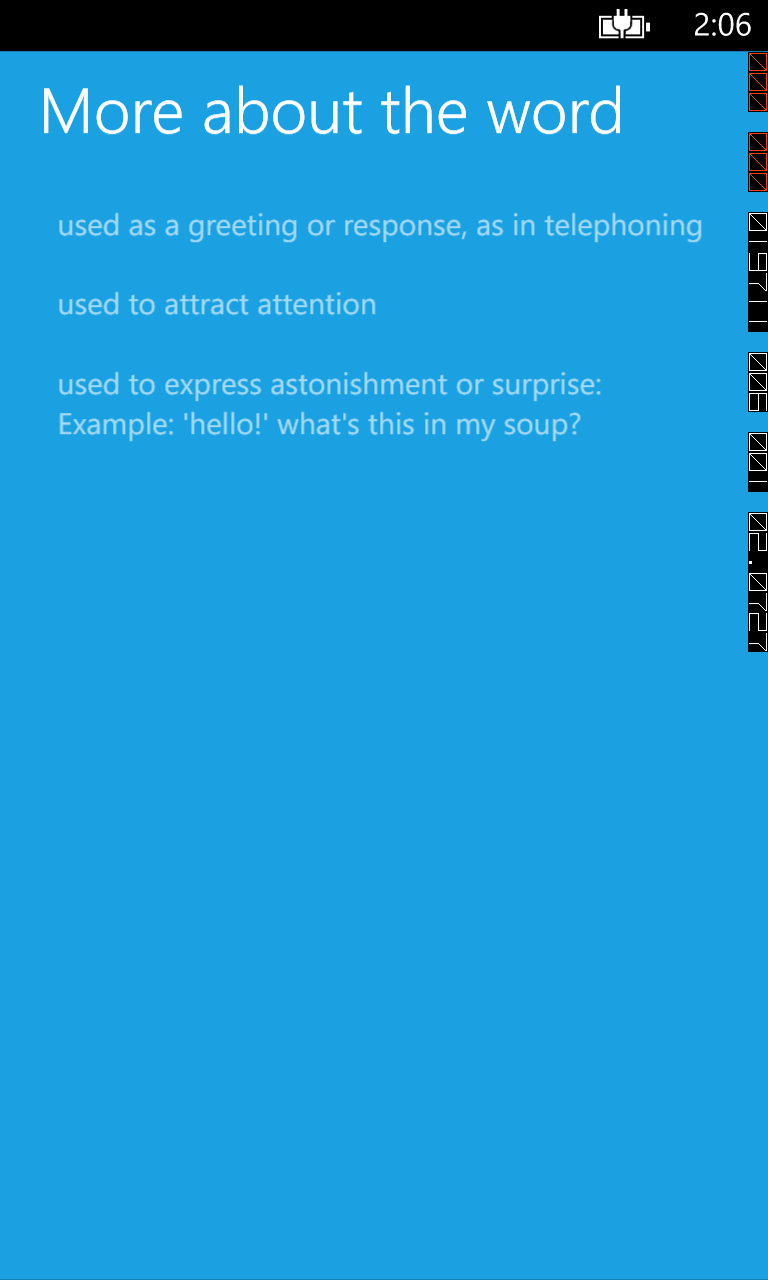 2:06
More about the word
used as a greeting or response, as in telephoning
used to attract attention
used to express astonishment or surprise:
Example: 'hello!' what's this in my soup?